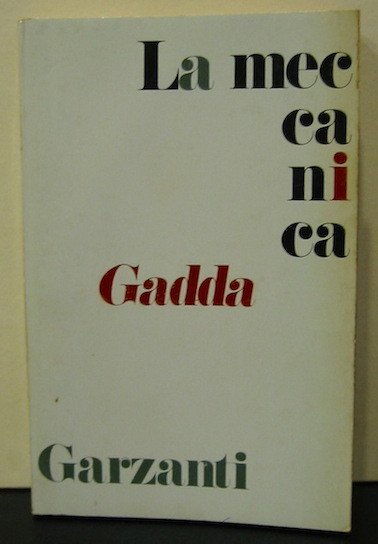 La mec
ca
ni
ca
Gadda
Garzanti